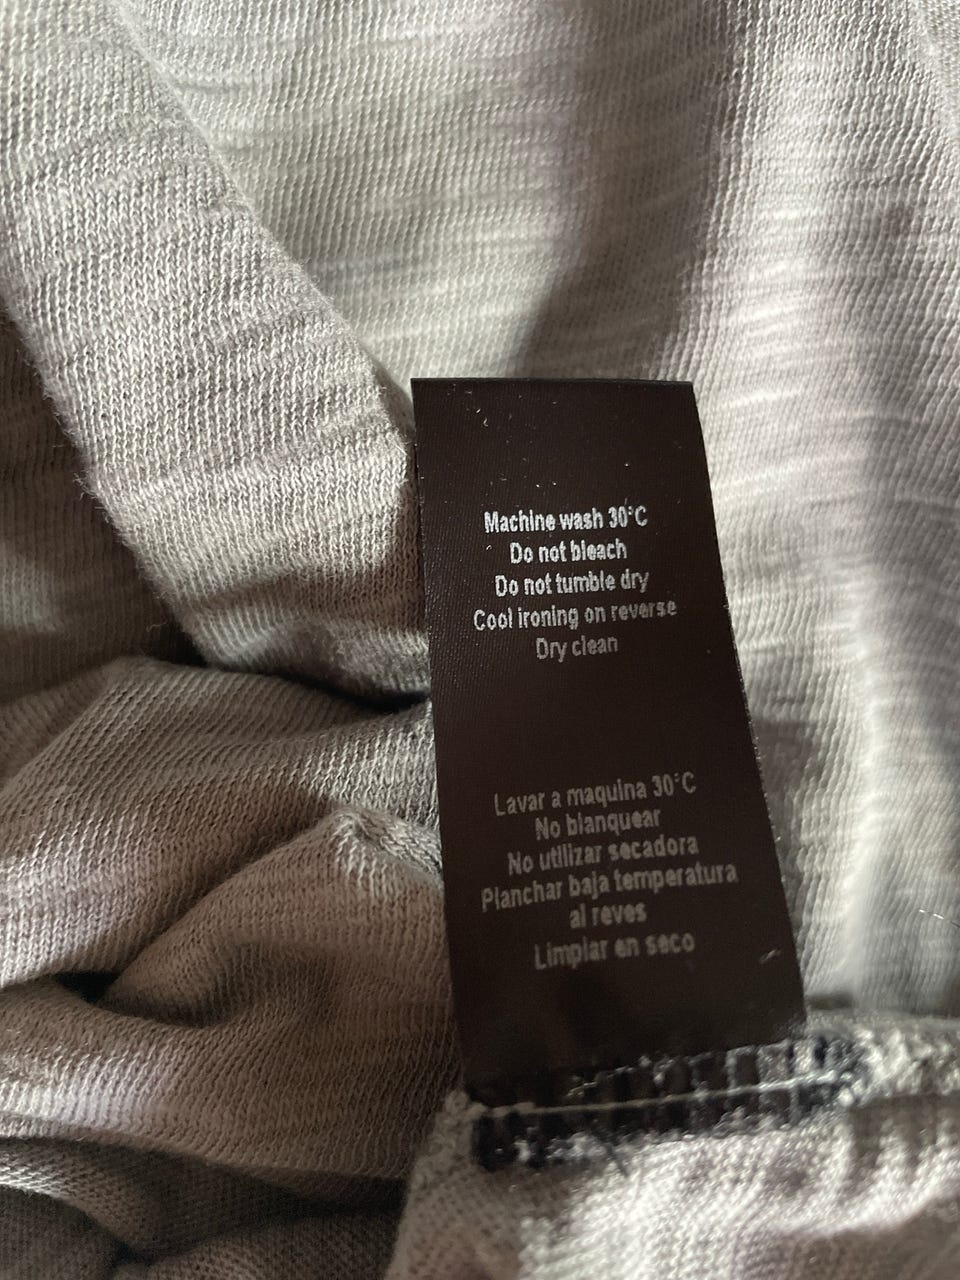 Machine wash 30°C
Do not bleach
Do not tumble dry
Cool ironing on reverse
Dry clean
Lavar a maquina 30°C
No blanquear
No utilizar secadora
Planchar baja temperatura
al reves
Limpiar en seco